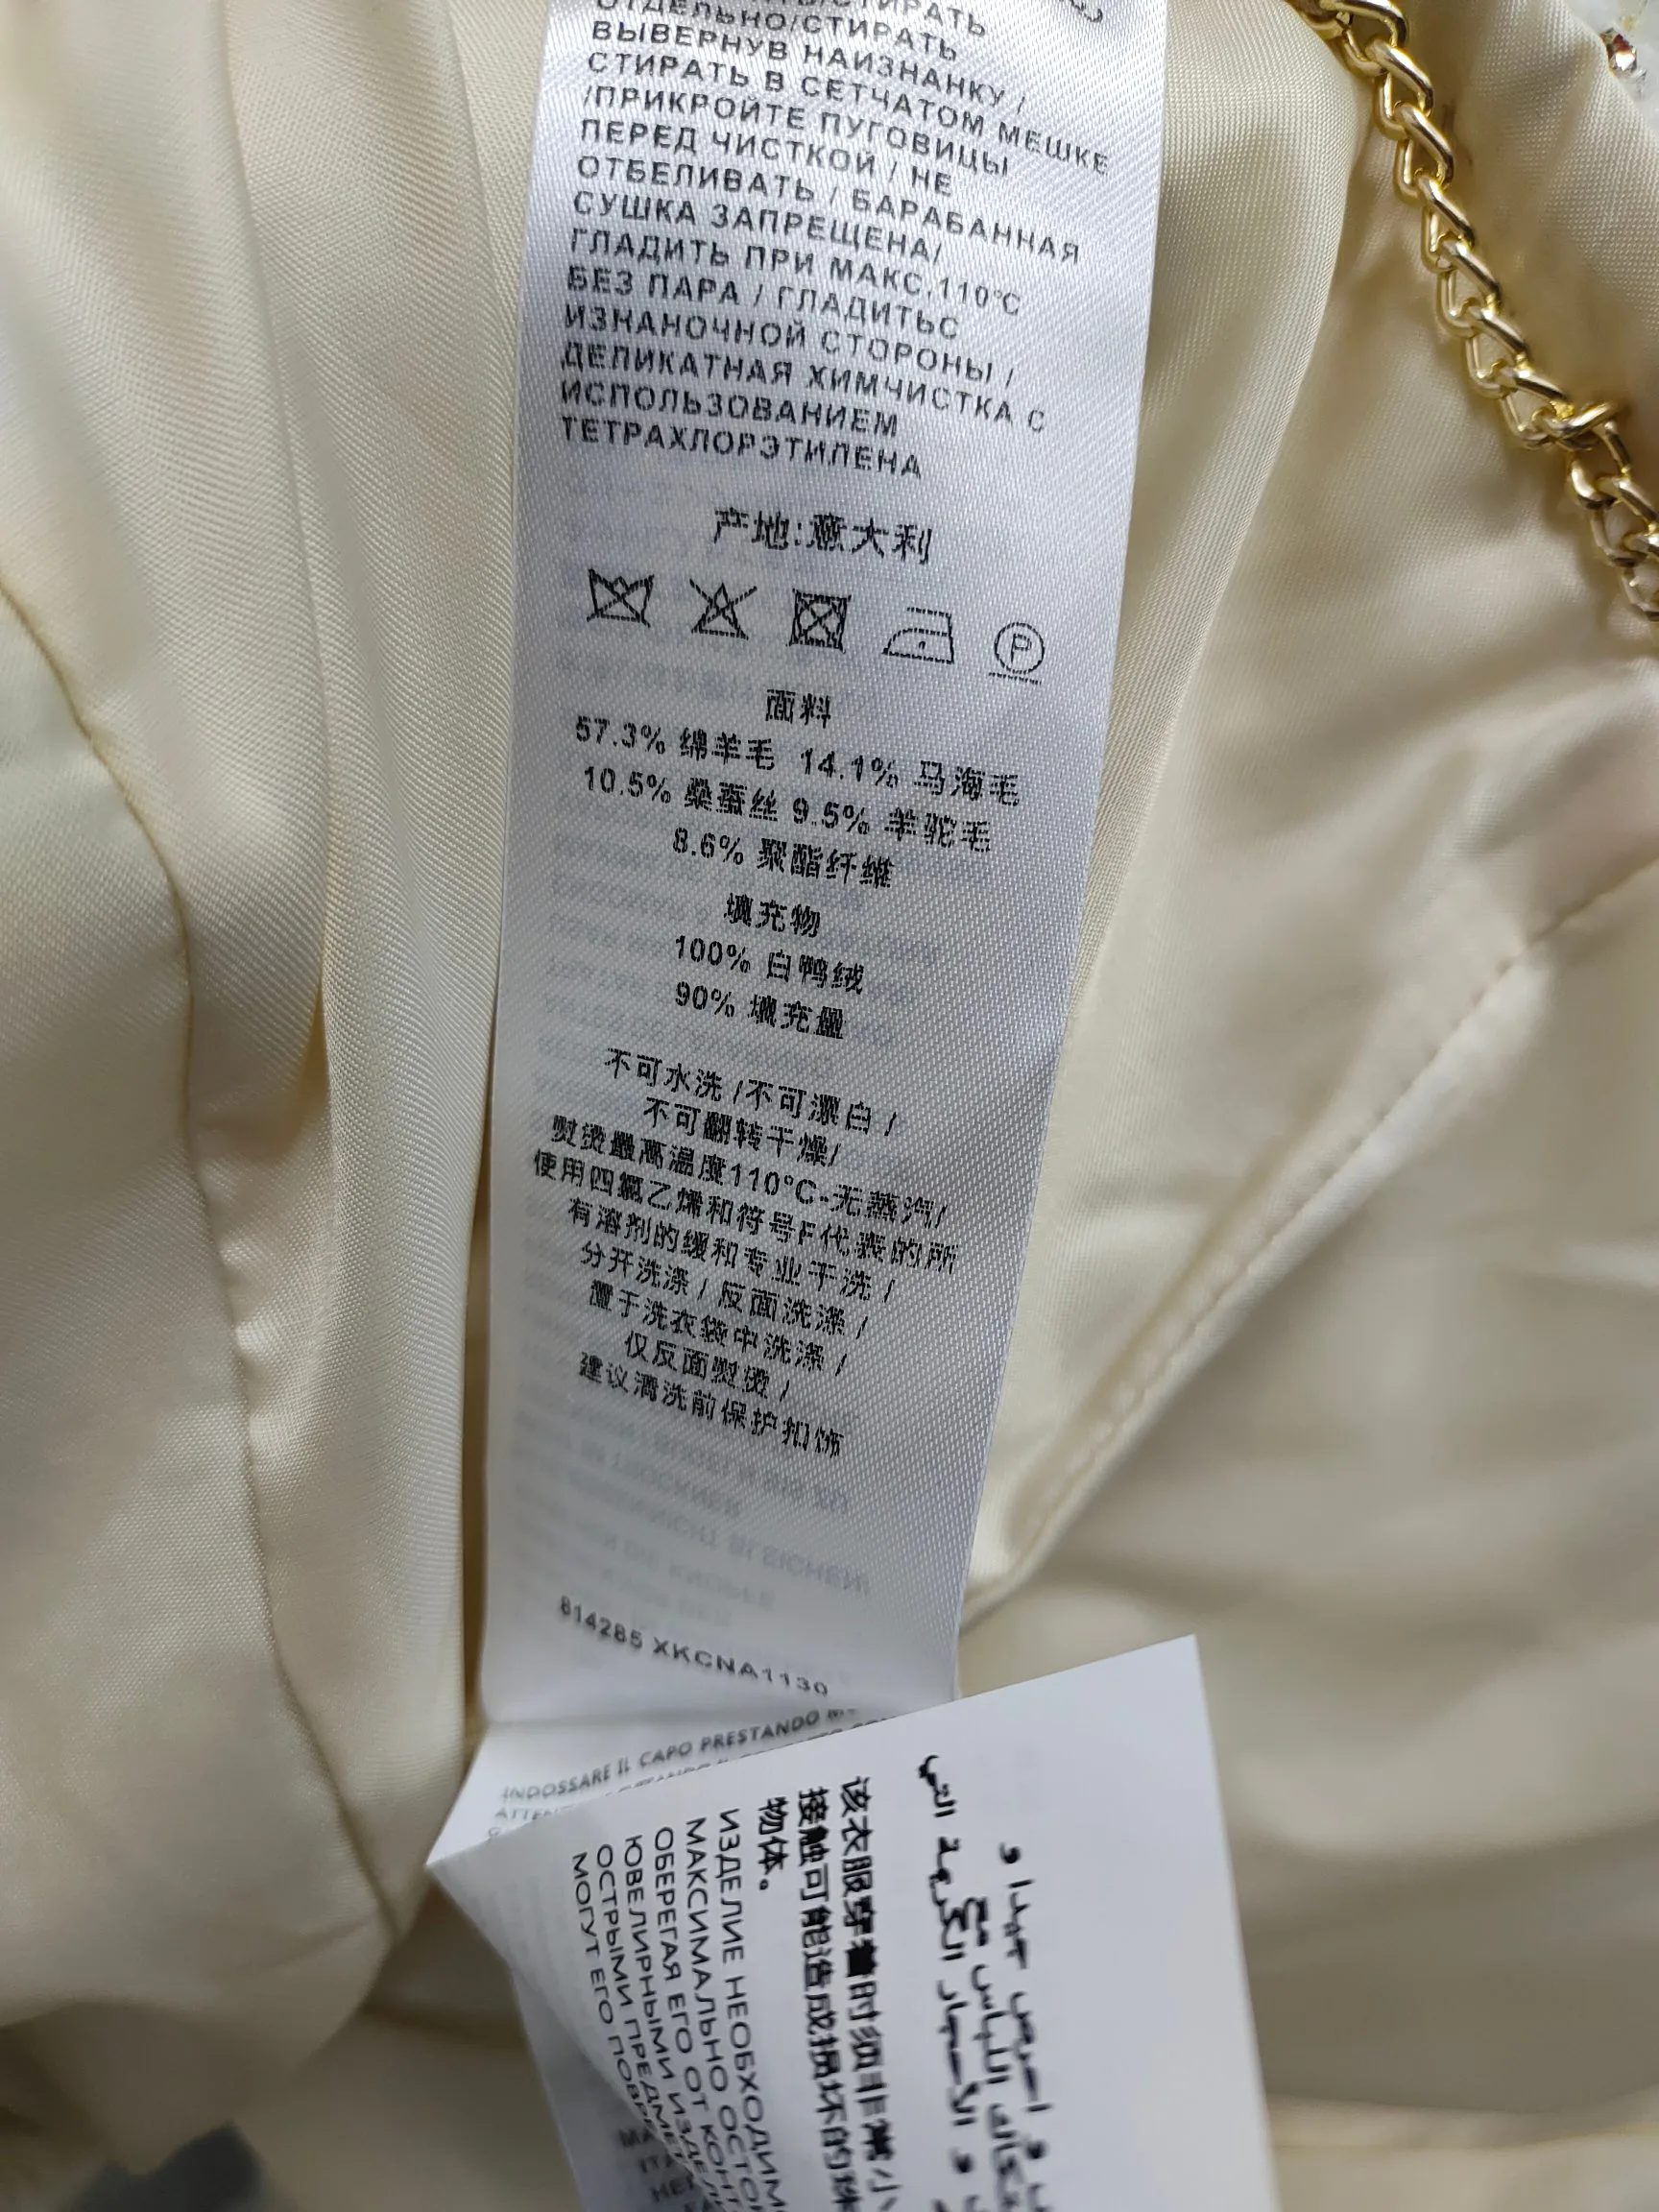 ОТДЕЛЬНО/СТИРАТЬ
ВЫВЕРНУВ НАИЗНАНКУ /
СТИРАТЬ В СЕТЧАТОМ МЕШКЕ
/ПРИКРОЙТЕ ПУГОВИЦЫ
ПЕРЕД ЧИСТКОЙ / НЕ
ОТБЕЛИВАТЬ / БАРАБАННАЯ
СУШКА ЗАПРЕЩЕНА/
ГЛАДИТЬ ПРИ МАКС.110°C
БЕЗ ПАРА / ГЛАДИТЬС
ИЗНАНОЧНОЙ СТОРОНЫ /
ДЕЛИКАТНАЯ ХИМЧИСТКА С
ИСПОЛЬЗОВАНИЕМ
ТЕТРАХЛОРЭТИЛЕНА
产地:意大利
P
面料
57.3% 绵羊毛 14.1% 马海毛
10.5% 桑蚕丝 9.5% 羊驼毛
8.6% 聚酯纤维
填充物
100% 白鸭绒
90% 填充量
不可水洗 /不可漂白 /
不可翻转干燥/
熨烫最高温度110°C-无蒸汽/
使用四氯乙烯和符号F代表的所
有溶剂的缓和专业干洗 /
分开洗涤 / 反面洗涤 /
置于洗衣袋中洗涤 /
仅反面熨烫 /
建议清洗前保护扣饰
814285 XKCNA1130
INDOSSARE IL CAPO PRESTANDO
该衣服穿着时须非常小
接触可能造成损坏的珠
物体。
ИЗДЕЛИЕ НЕОБХОДИМ
МАКСИМАЛЬНО ОСТО
ОБЕРЕГАЯ ЕГО ОТ КОН
ЮВЕЛИРНЫМИ ИЗДЕЛ
ОСТРЫМИ ПРЕДМЕ
МОГУТ ЕГО ПОВРЕ